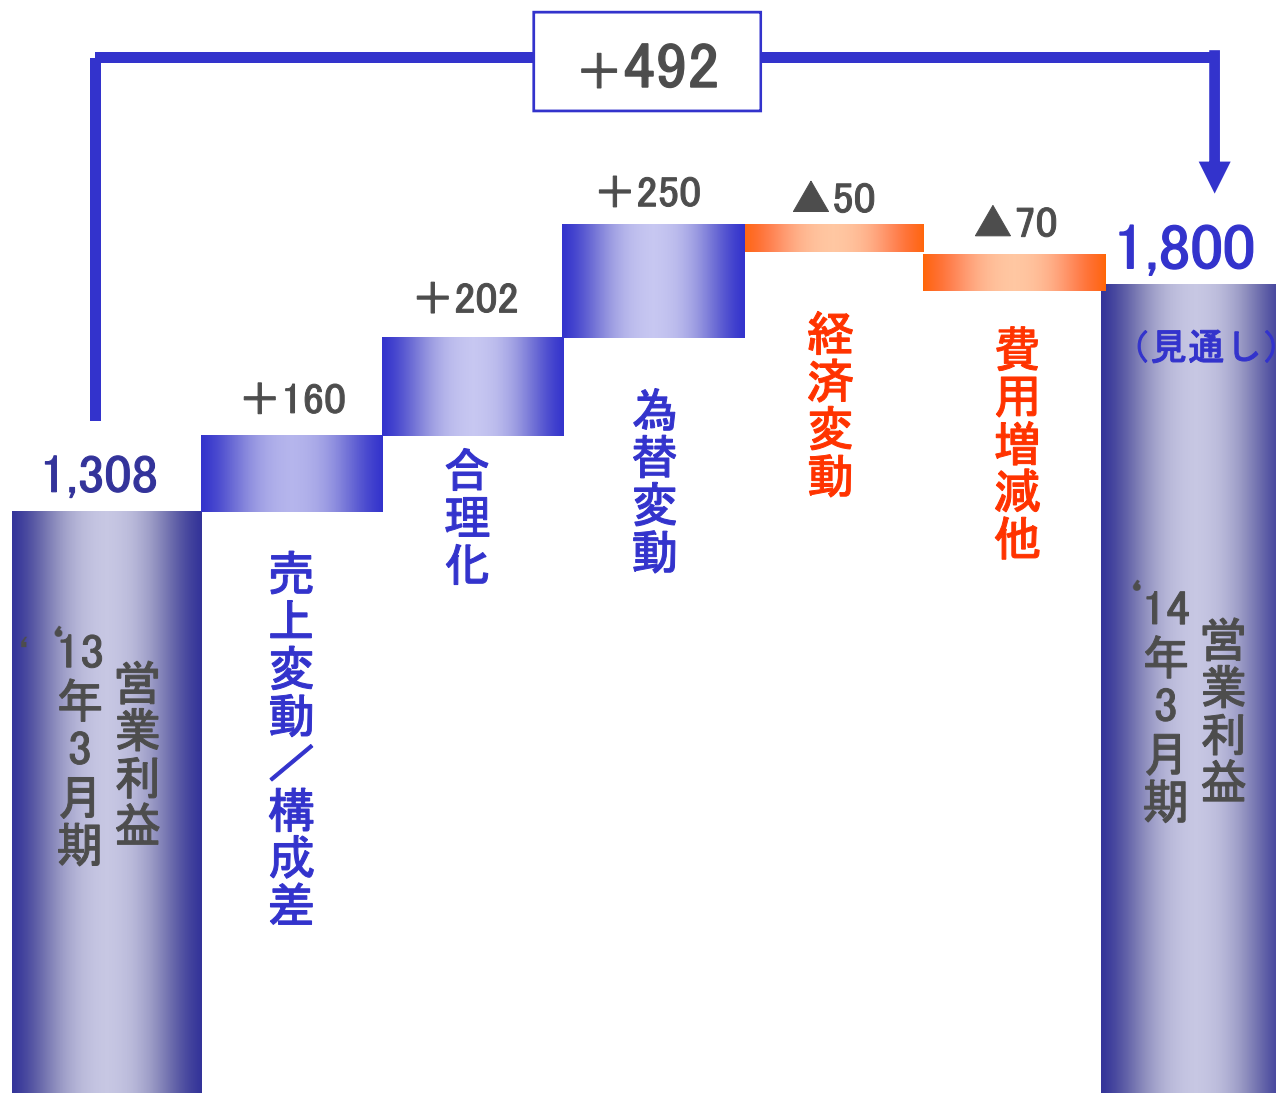 ＋492
1,308
'13年3月期
営業利益
＋160
売上変動／構成差
＋202
合理化
＋250
為替変動
▲50
経済変動
▲70
費用増減他
1,800
（見通し）
'14年3月期
営業利益